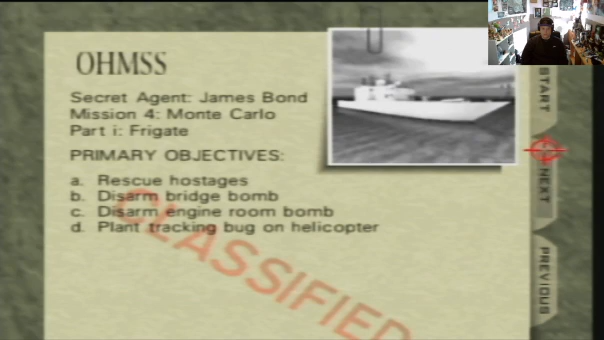 OHMSS
Secret Agent: James Bond
Mission 4: Monte Carlo
Part i: Frigate
PRIMARY OBJECTIVES:
a. Rescue hostages
b. Disarm bridge bomb
c. Disarm engine room bomb
d. Plant tracking bug on helicopter
CLASSIFIED
START
NEXT
PREVIOUS